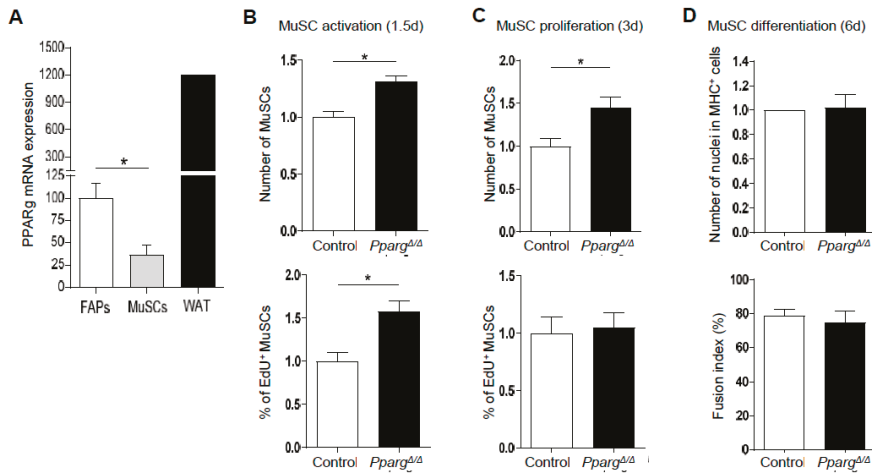 A
PPARg mRNA expression
1500
1200
900
600
300
125
100
75
50
25
0
*
FAPs MuSCs WAT
B
MuSC activation (1.5d)
Number of MuSCs
1.5
1.0
0.5
0.0
*
Control Pparg^Δ/Δ
% of EdU⁺ MuSCs
2.0
1.5
1.0
0.5
0.0
*
Control Pparg^Δ/Δ
C
MuSC proliferation (3d)
Number of MuSCs
2.0
1.5
1.0
0.5
0.0
*
Control Pparg^Δ/Δ
% of EdU⁺ MuSCs
1.5
1.0
0.5
0.0
Control Pparg^Δ/Δ
D
MuSC differentiation (6d)
Number of nuclei in MHC⁺ cells
1.4
1.2
1.0
0.8
0.6
0.4
0.2
0.0
Control Pparg^Δ/Δ
Fusion index (%)
100
80
60
40
20
0
Control Pparg^Δ/Δ